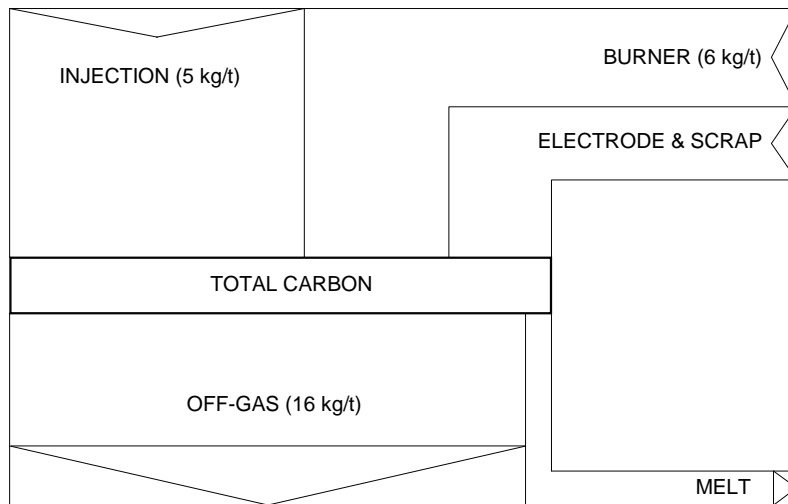 INJECTION (5 kg/t)
BURNER (6 kg/t)
ELECTRODE & SCRAP
TOTAL CARBON
OFF-GAS (16 kg/t)
MELT